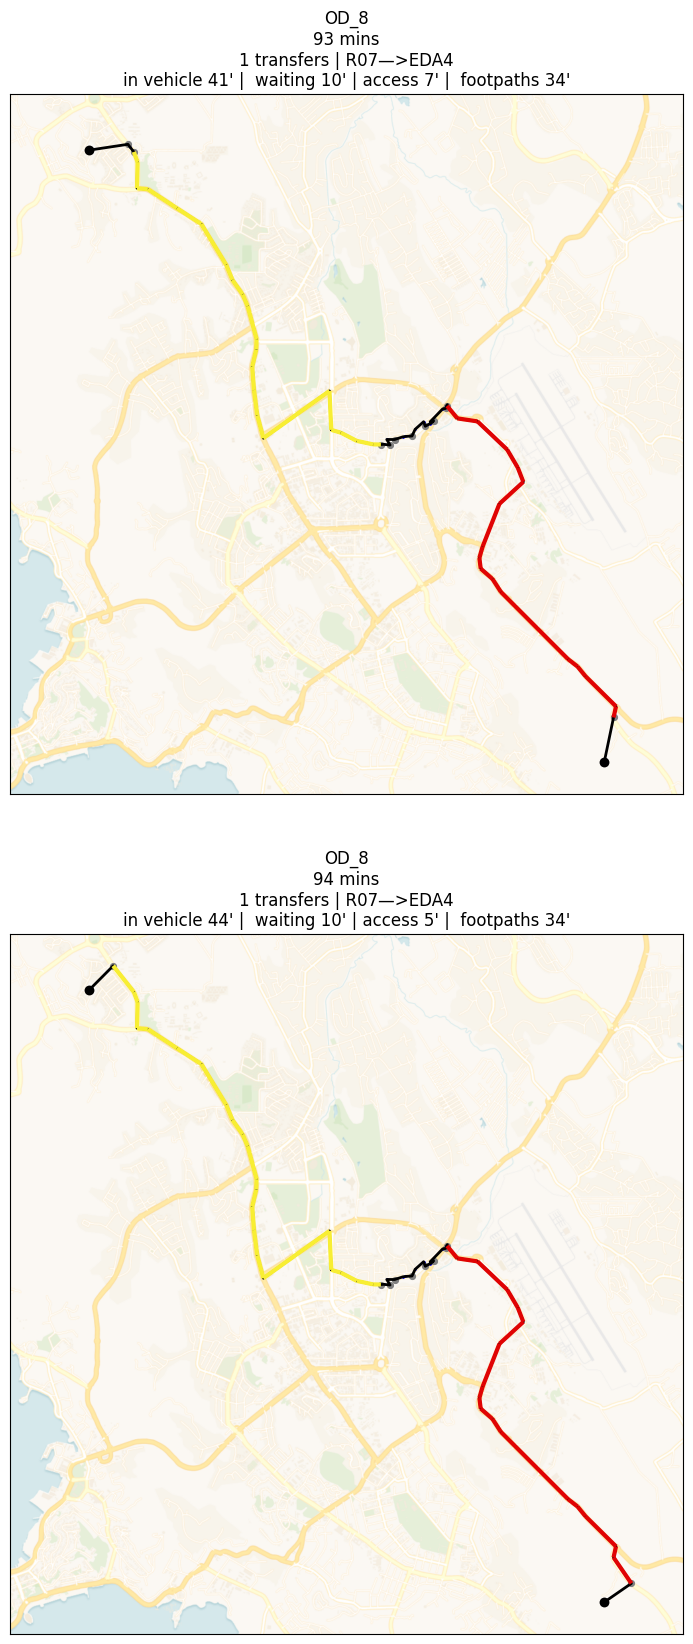 OD_8
93 mins
1 transfers | R07—>EDA4
in vehicle 41' |  waiting 10' | access 7' |  footpaths 34'
OD_8
94 mins
1 transfers | R07—>EDA4
in vehicle 44' |  waiting 10' | access 5' |  footpaths 34'